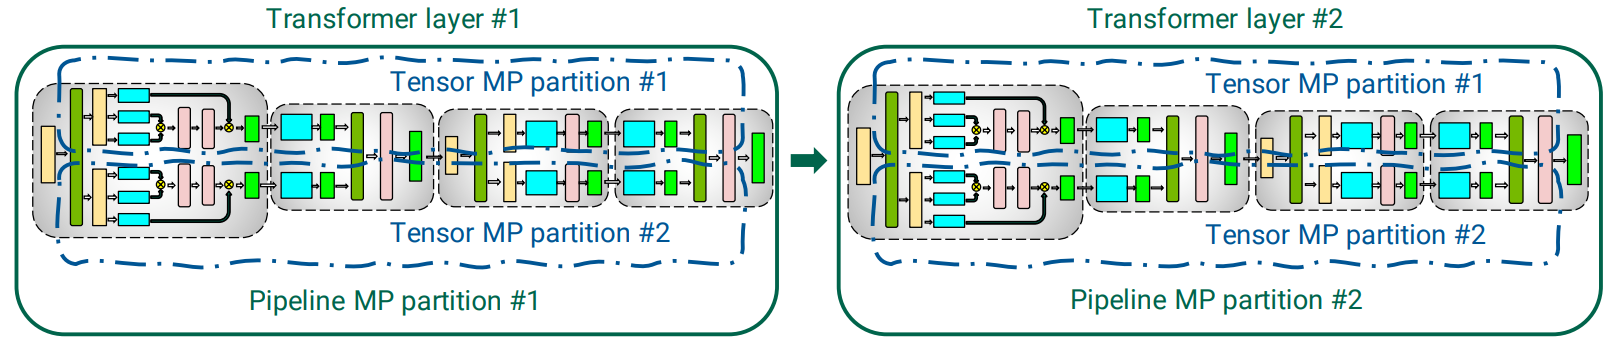 Transformer layer #1
Transformer layer #2
Tensor MP partition #1
Tensor MP partition #1
Tensor MP partition #2
Tensor MP partition #2
Pipeline MP partition #1
Pipeline MP partition #2